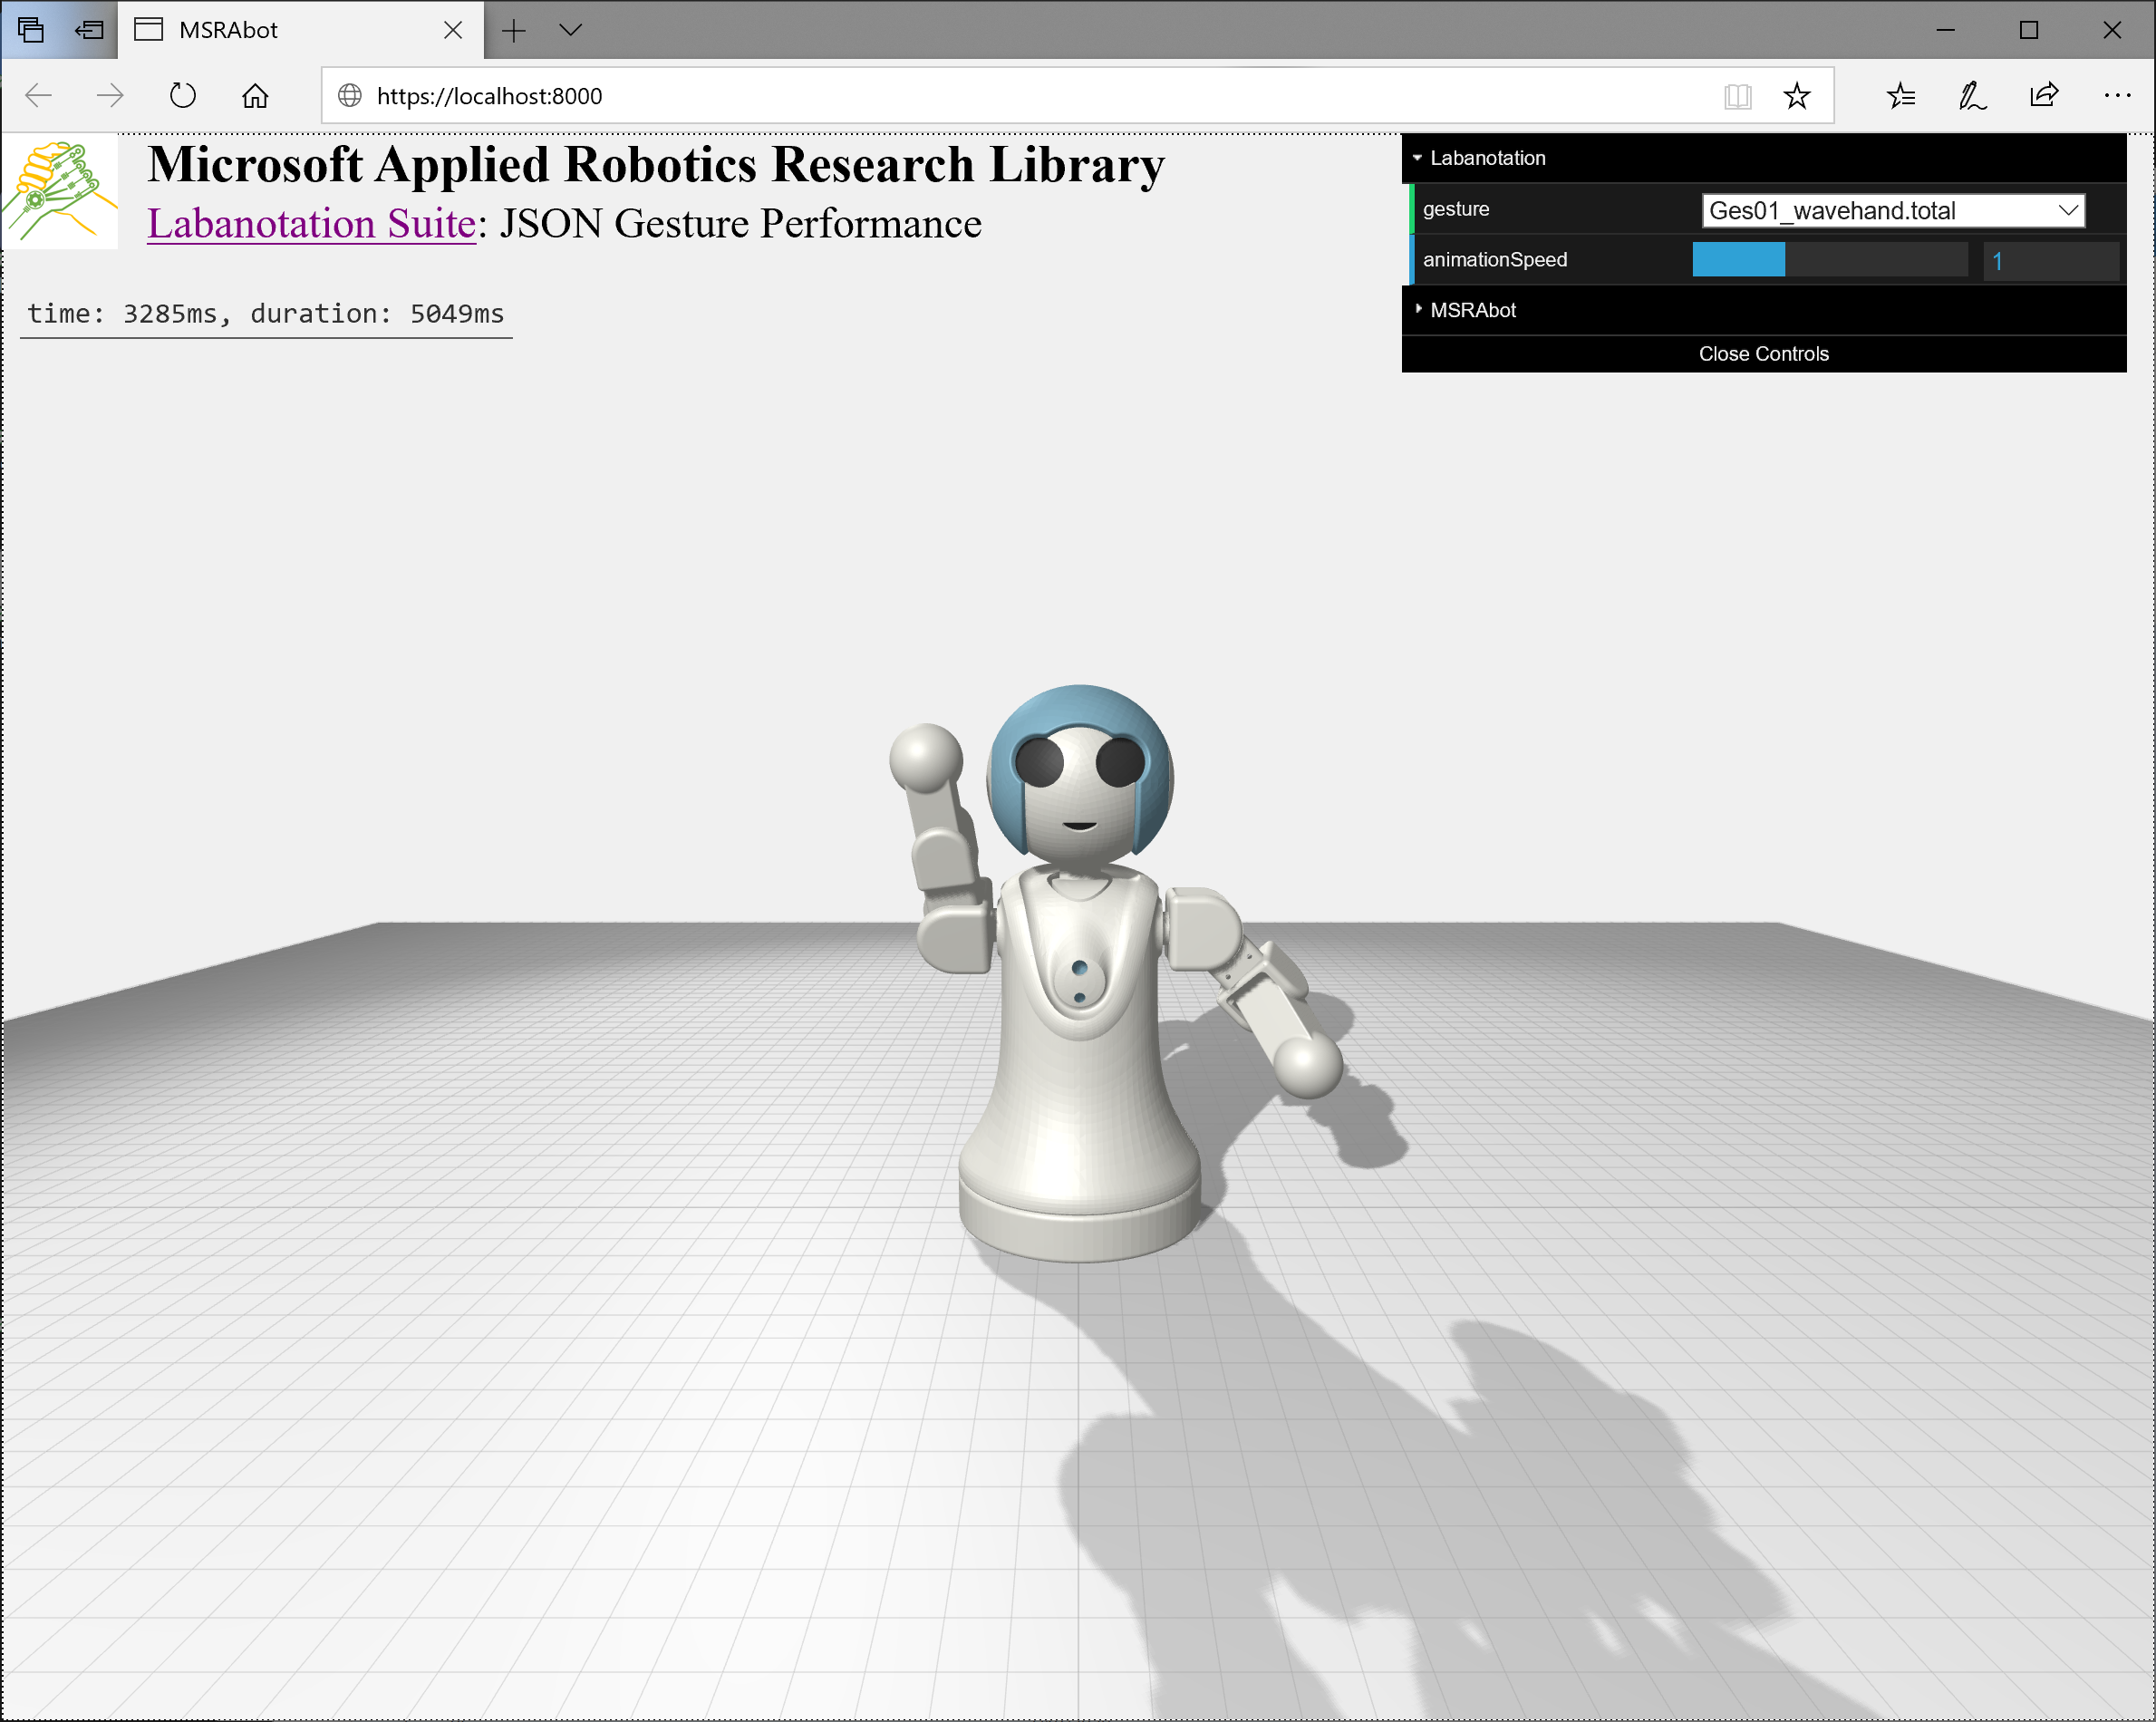 MSRAbot
https://localhost:8000
Microsoft Applied Robotics Research Library
Labanotation Suite: JSON Gesture Performance
time: 3285ms, duration: 5049ms
Labanotation
gesture Ges01_wavehand.total
animationSpeed 1
MSRAbot
Close Controls